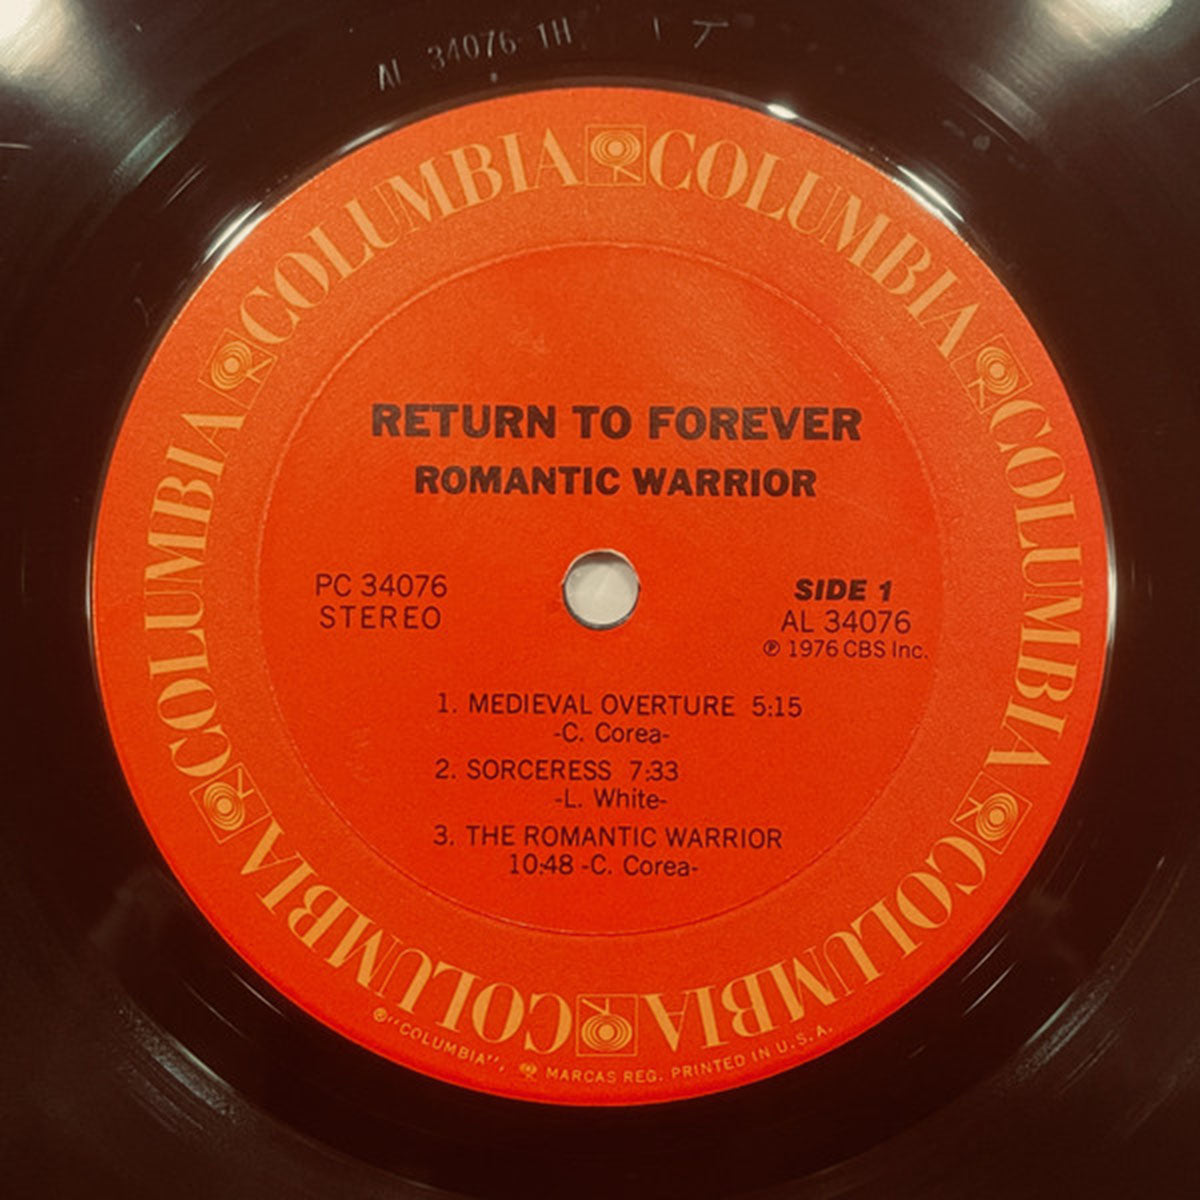 AL 34076-1H I T
COLUMBIA COLUMBIA COLUMBIA COLUMBIA COLUMBIA COLUMBIA
RETURN TO FOREVER
ROMANTIC WARRIOR
PC 34076
STEREO
SIDE 1
AL 34076
℗ 1976 CBS Inc.
1. MEDIEVAL OVERTURE 5:15
-C. Corea-
2. SORCERESS 7:33
-L. White-
3. THE ROMANTIC WARRIOR
10:48 -C. Corea-
®"COLUMBIA", MARCAS REG. PRINTED IN U.S.A.